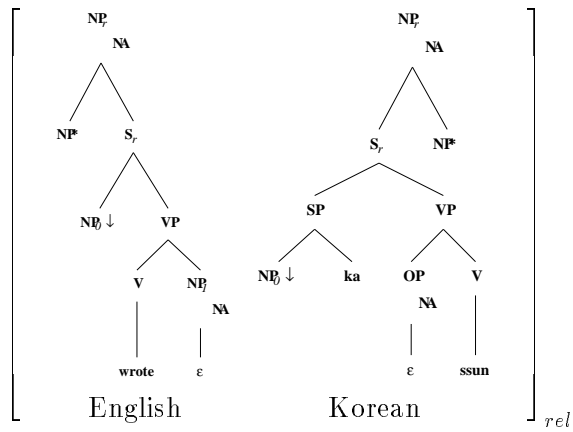 NP_r NP_r
NA NA
NP* S_r S_r NP*
NP_0 ↓ VP SP VP
V NP_1 NP_0 ↓ ka OP V
NA NA
wrote ε ε ssun
English Korean
rel